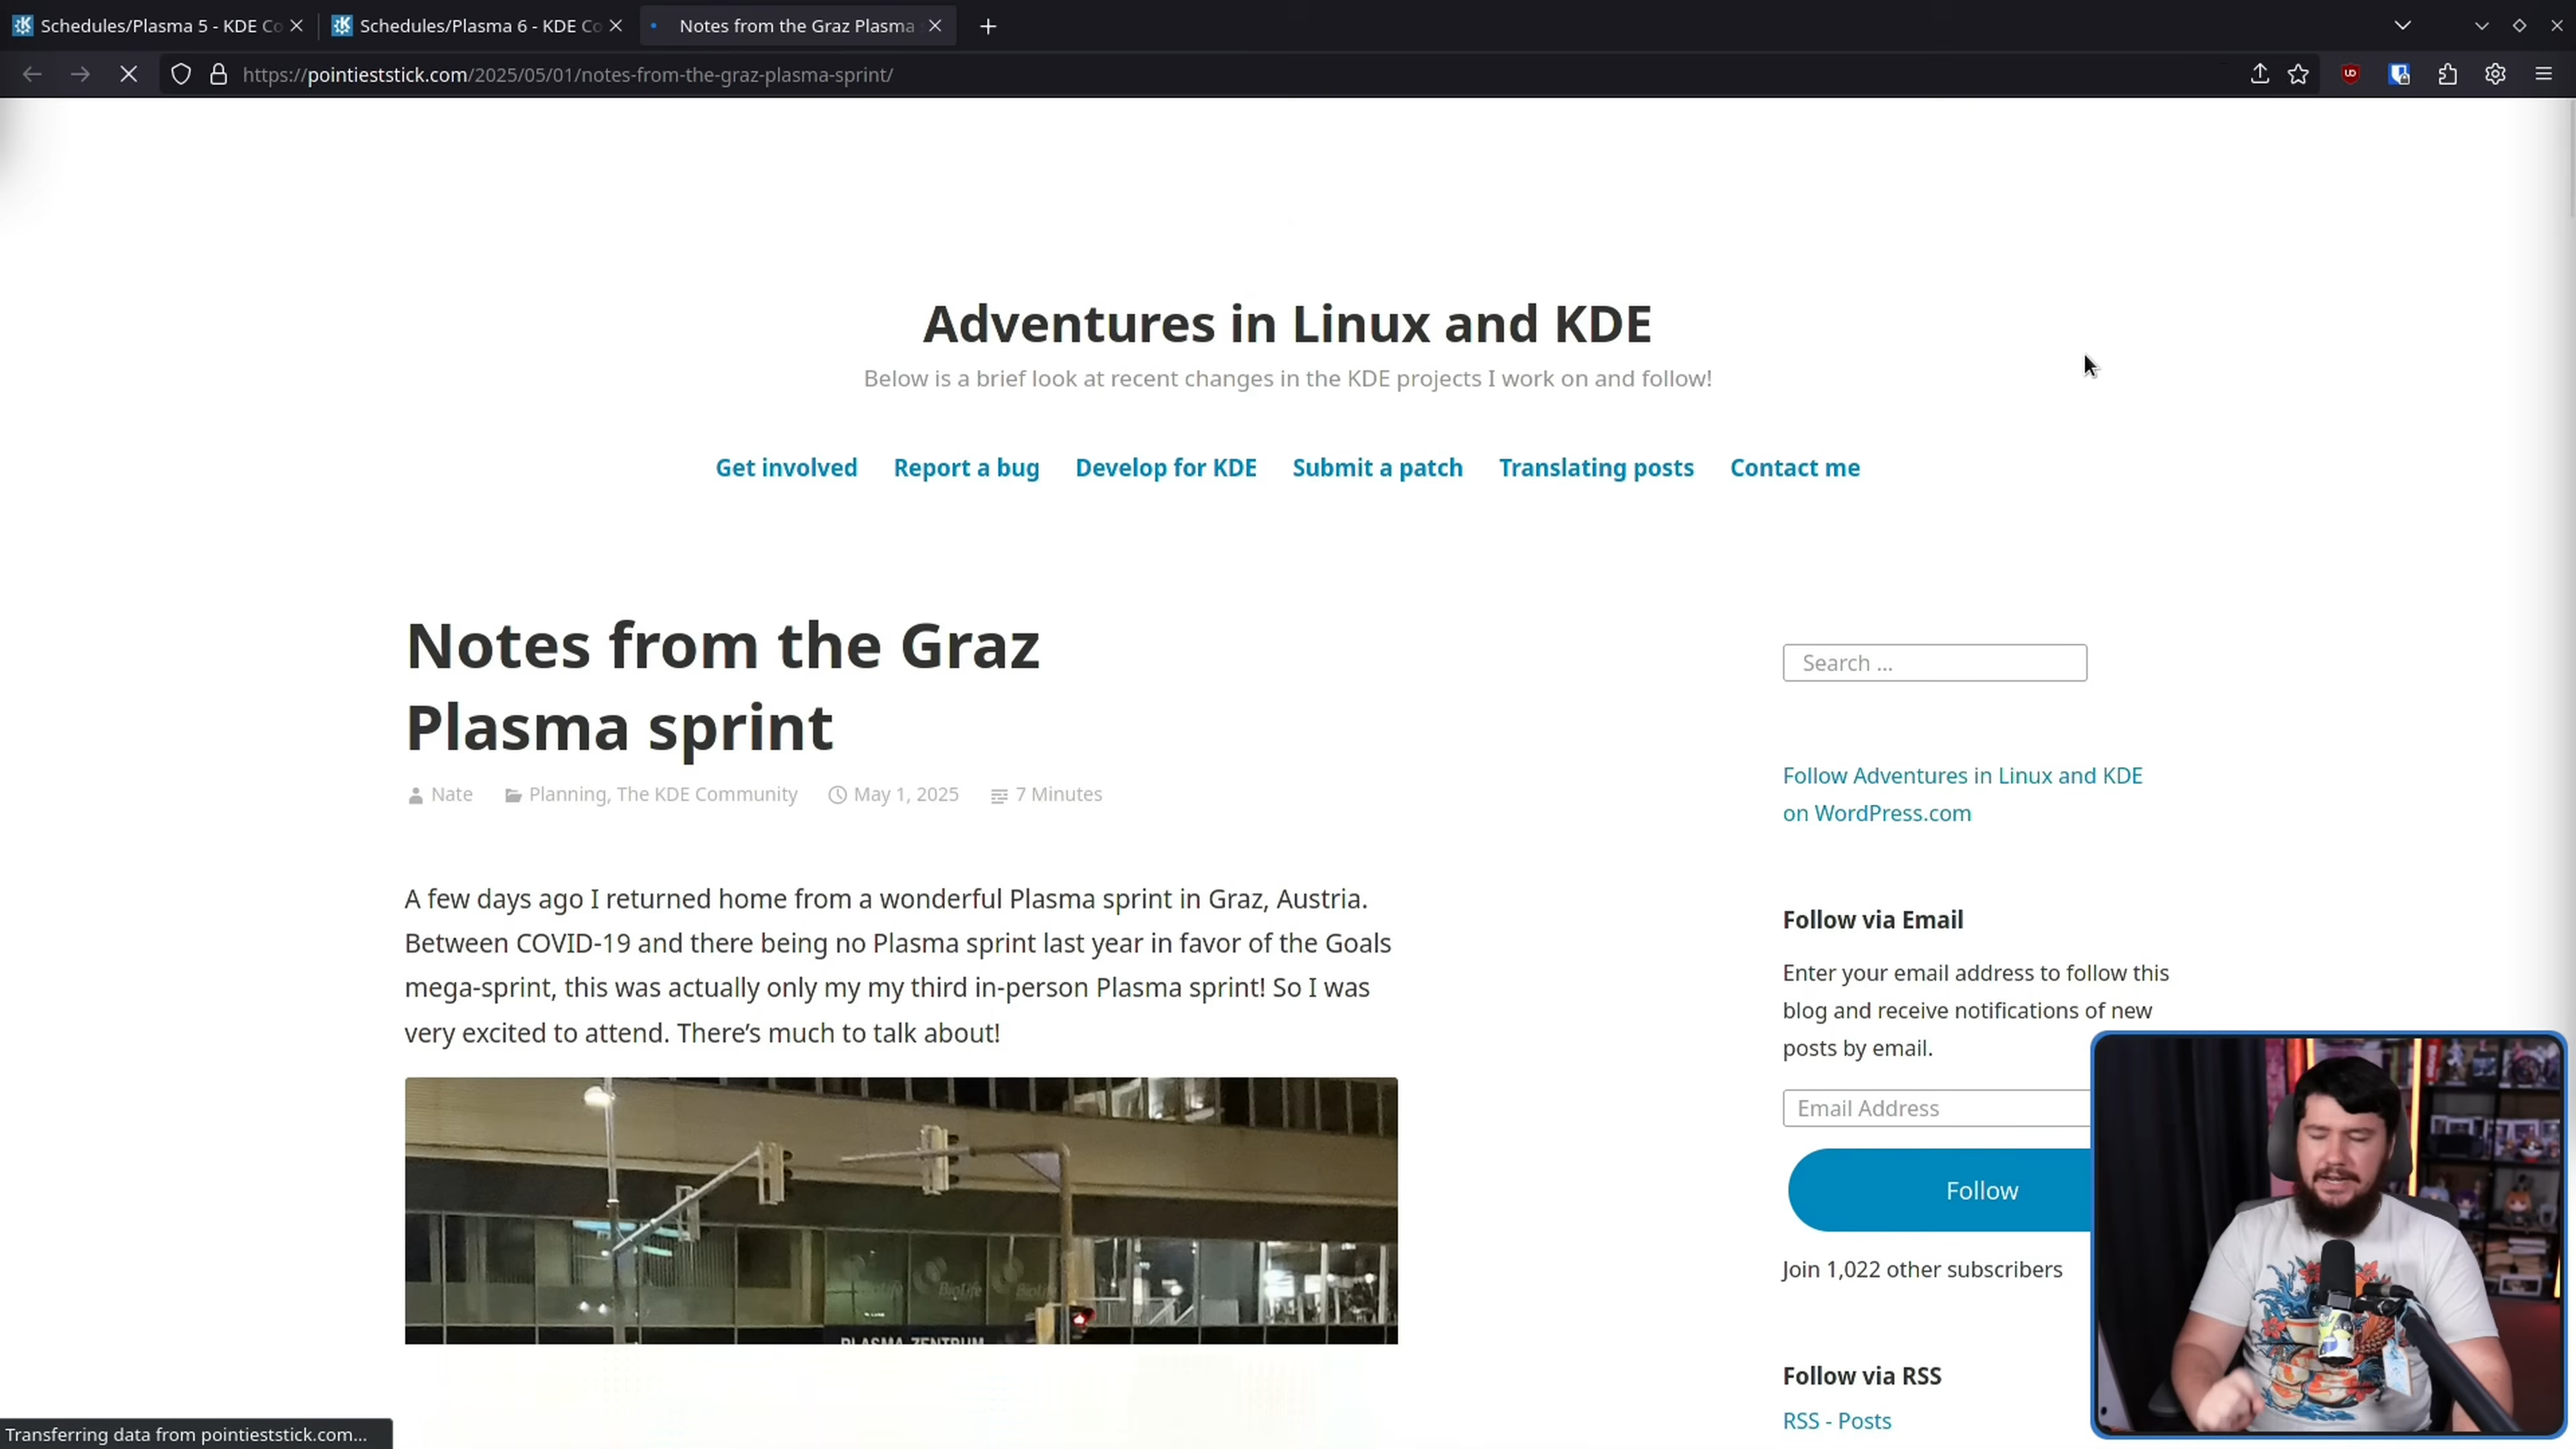 Schedules/Plasma 5 - KDE Co
Schedules/Plasma 6 - KDE Co
Notes from the Graz Plasma
https://pointieststick.com/2025/05/01/notes-from-the-graz-plasma-sprint/
Adventures in Linux and KDE
Below is a brief look at recent changes in the KDE projects I work on and follow!
Get involved Report a bug Develop for KDE Submit a patch Translating posts Contact me
Notes from the Graz
Plasma sprint
Nate Planning, The KDE Community May 1, 2025 7 Minutes
A few days ago I returned home from a wonderful Plasma sprint in Graz, Austria.
Between COVID-19 and there being no Plasma sprint last year in favor of the Goals
mega-sprint, this was actually only my my third in-person Plasma sprint! So I was
very excited to attend. There's much to talk about!
BioLife
PLASMA ZENTRUM
Search ...
Follow Adventures in Linux and KDE
on WordPress.com
Follow via Email
Enter your email address to follow this
blog and receive notifications of new
posts by email.
Email Address
Follow
Join 1,022 other subscribers
Follow via RSS
RSS - Posts
Transferring data from pointieststick.com...